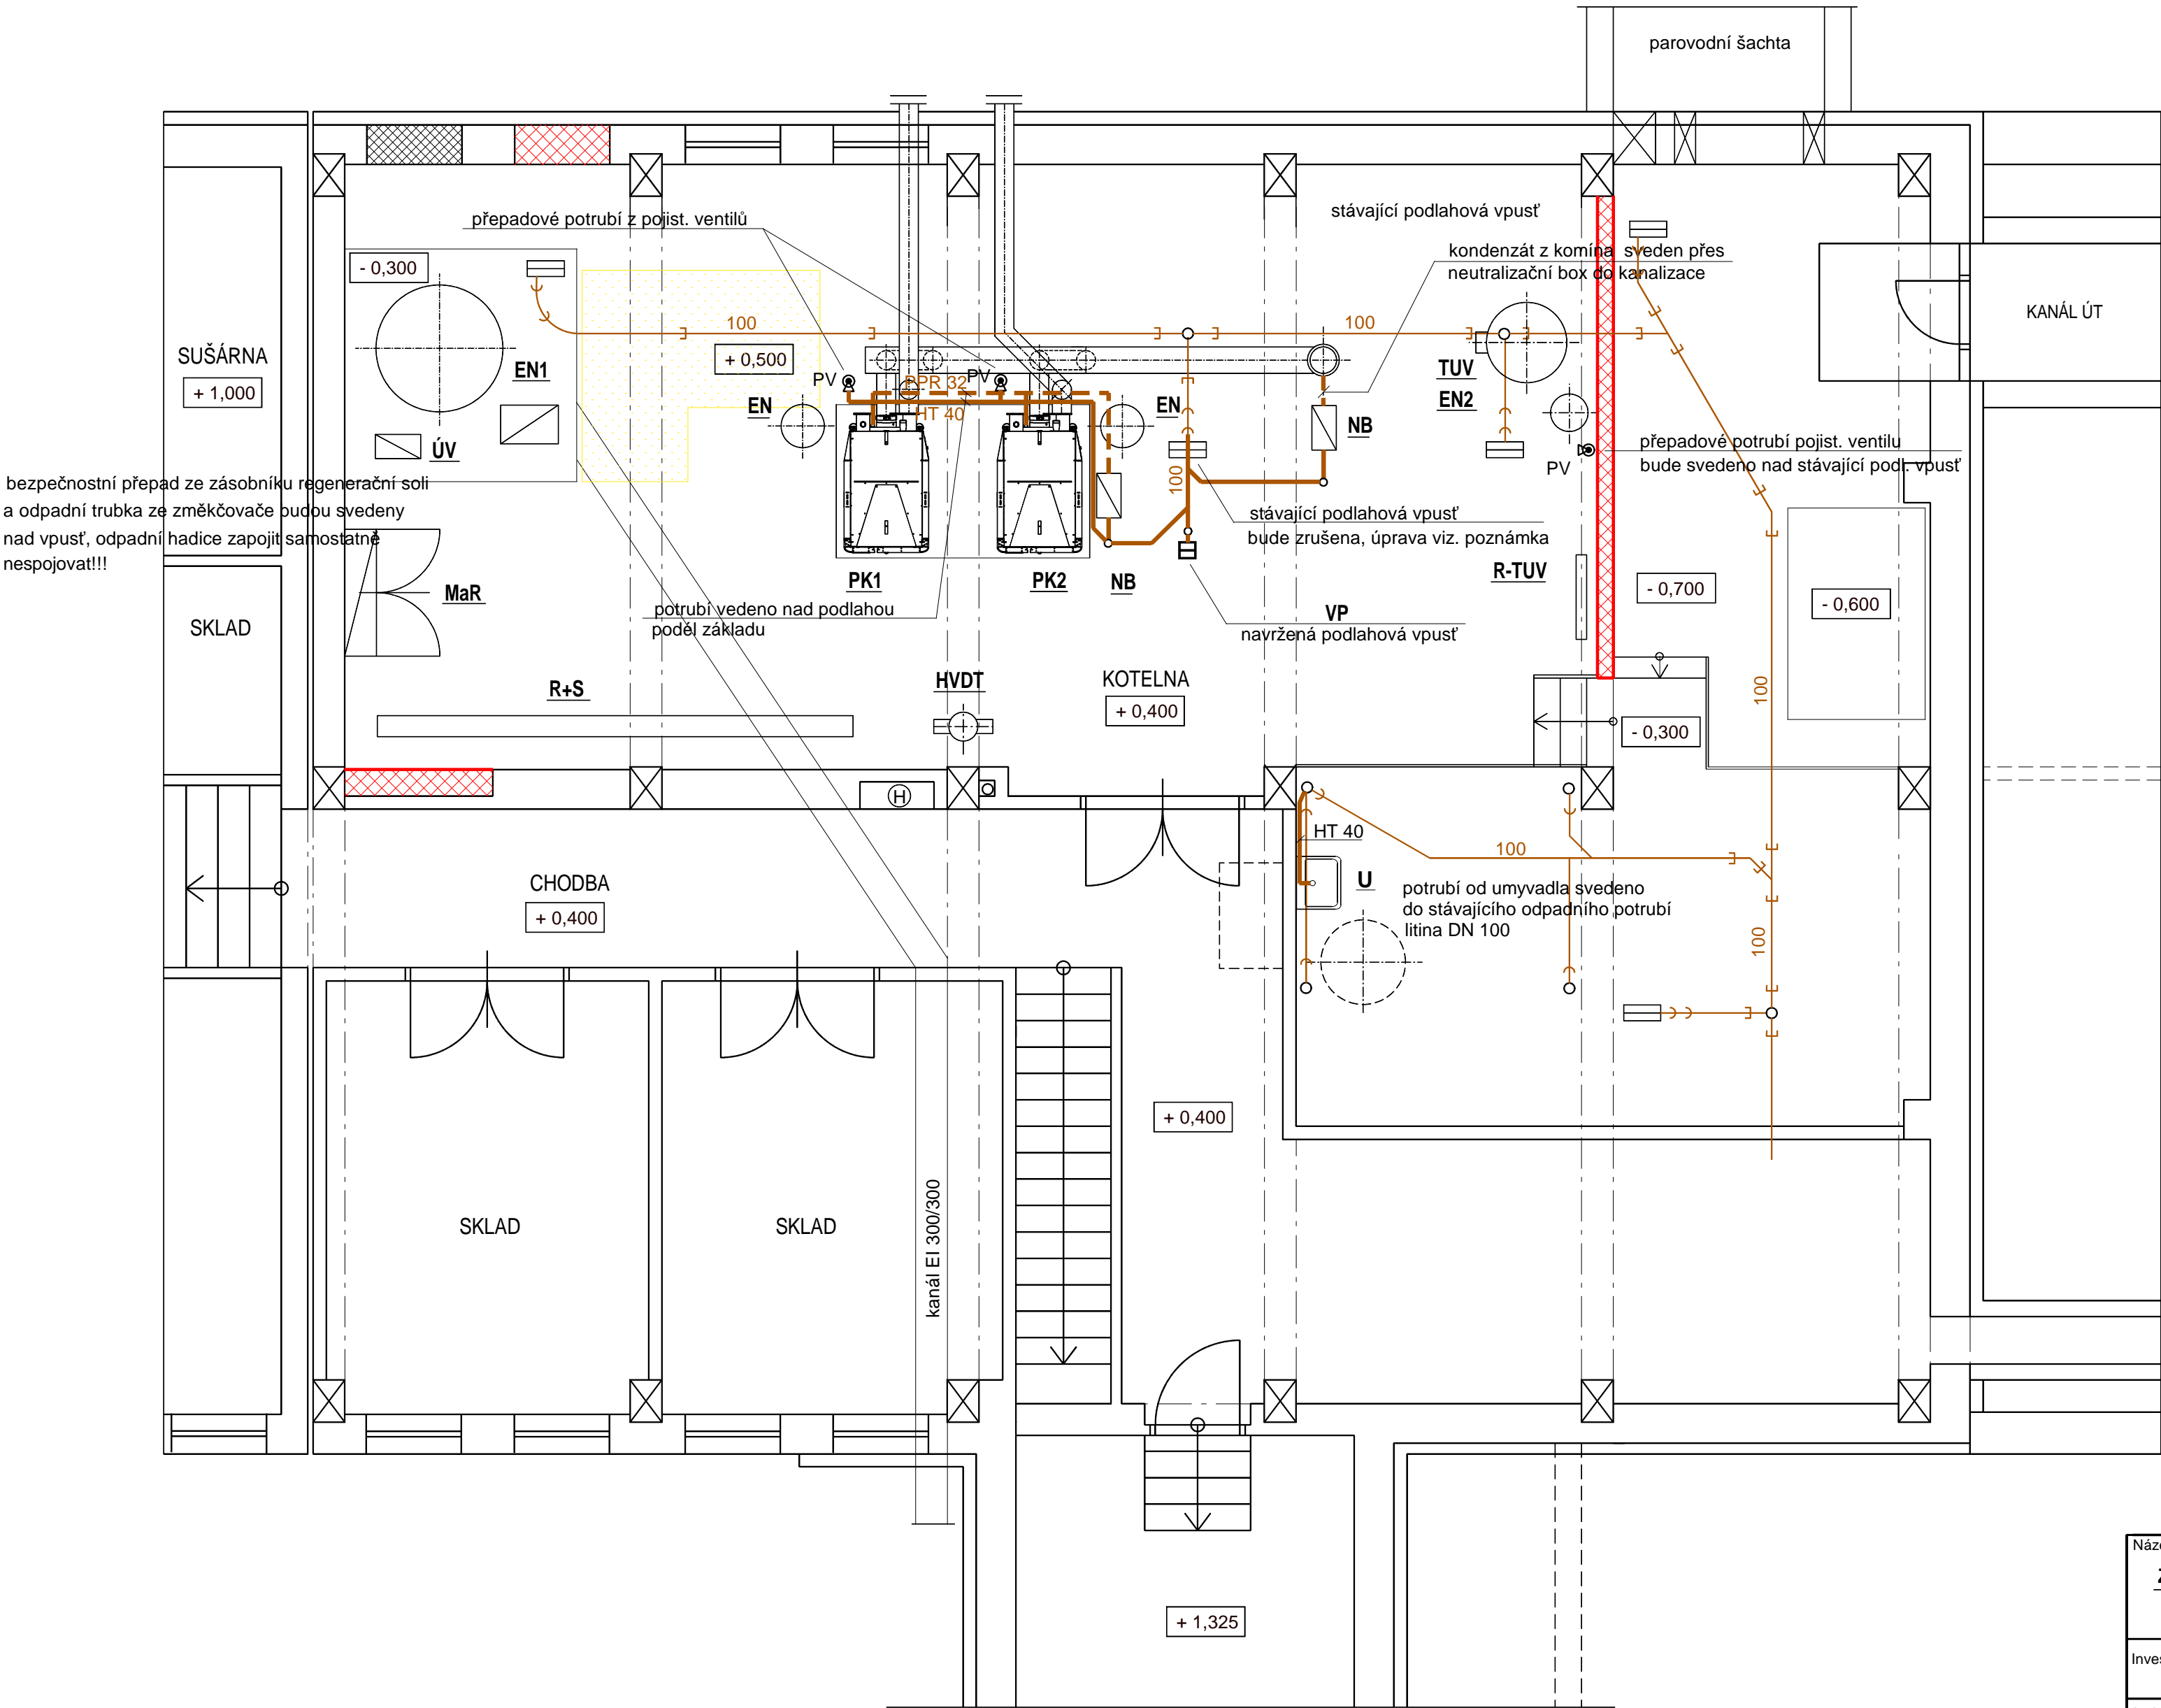 parovodní šachta
přepadové potrubí z pojist. ventilů
stávající podlahová vpusť
kondenzát z komína sveden přes
neutralizační box do kanalizace
- 0,300
KANÁL ÚT
100
100
SUŠÁRNA
+ 1,000
EN1
+ 0,500
PV
PPR 32
PV
HT 40
TUV
EN2
EN
EN
NB
ÚV
přepadové potrubí pojist. ventilu
bude svedeno nad stávající podl. vpusť
PV
100
bezpečnostní přepad ze zásobníku regenerační soli
a odpadní trubka ze změkčovače budou svedeny
nad vpusť, odpadní hadice zapojit samostatně
nespojovat!!!
stávající podlahová vpusť
bude zrušena, úprava viz. poznámka
PK1
PK2
NB
R-TUV
MaR
- 0,700
- 0,600
potrubí vedeno nad podlahou
poděl základu
VP
navržená podlahová vpusť
SKLAD
R+S
HVDT
KOTELNA
+ 0,400
100
- 0,300
H
HT 40
100
CHODBA
+ 0,400
U
potrubí od umyvadla svedeno
do stávajícího odpadního potrubí
litina DN 100
100
+ 0,400
SKLAD
SKLAD
kanál EI 300/300
+ 1,325